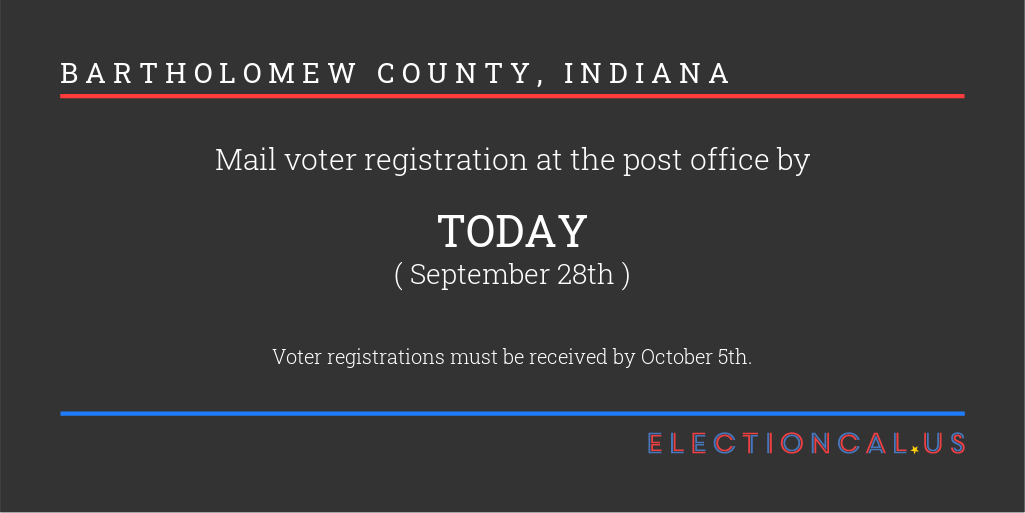 BARTHOLOMEW COUNTY, INDIANA
Mail voter registration at the post office by
TODAY
( September 28th )
Voter registrations must be received by October 5th.
ELECTIONCAL.US